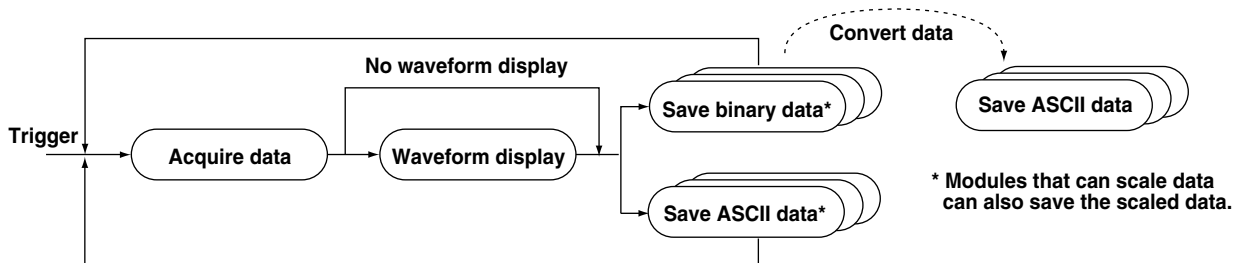 Convert data
No waveform display
Save binary data*
Save ASCII data
Trigger
Acquire data
Waveform display
* Modules that can scale data
can also save the scaled data.
Save ASCII data*